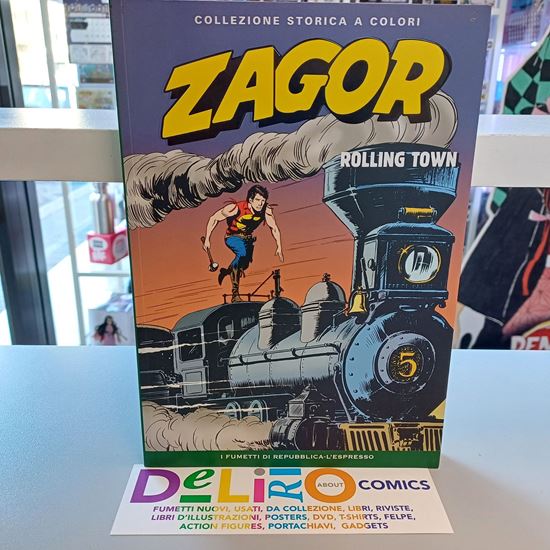 COLLEZIONE STORICA A COLORI
ZAGOR
ROLLING TOWN
5
I FUMETTI DI REPUBBLICA-L'ESPRESSO
DELIRIO ABOUT COMICS
FUMETTI NUOVI, USATI, DA COLLEZIONE, LIBRI, RIVISTE,
LIBRI D'ILLUSTRAZIONI, POSTERS, DVD, T-SHIRTS, FELPE,
ACTION FIGURES, PORTACHIAVI, GADGETS